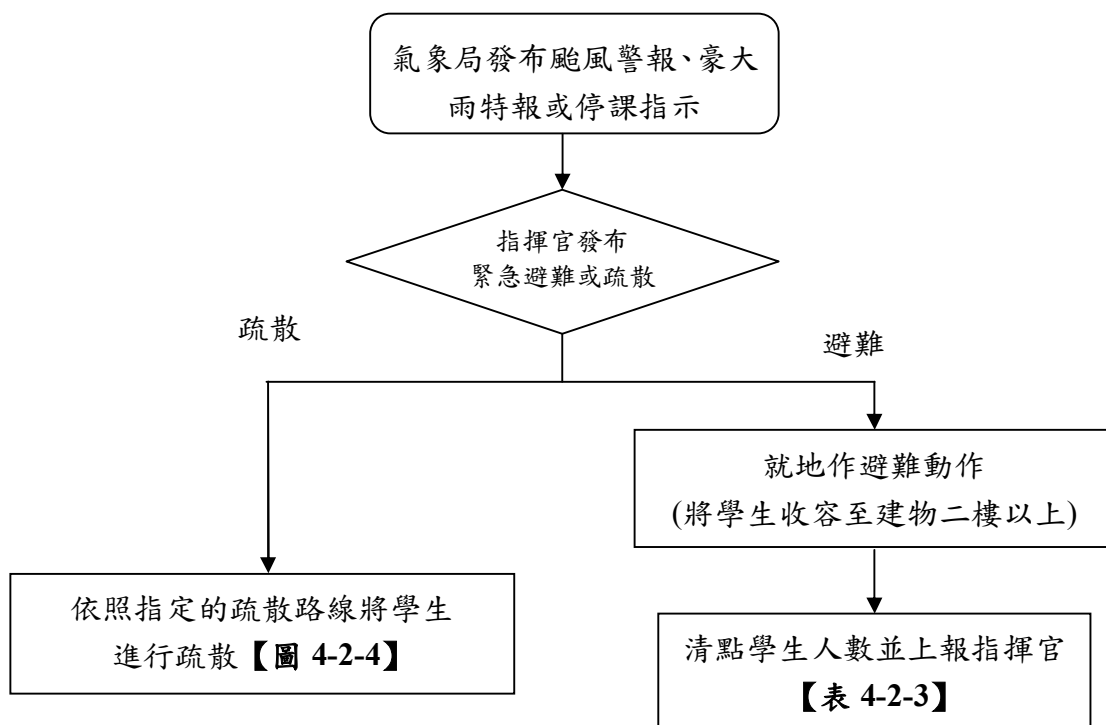 氣象局發布颱風警報、豪大
雨特報或停課指示
指揮官發布
緊急避難或疏散
疏散
避難
就地作避難動作
(將學生收容至建物二樓以上)
依照指定的疏散路線將學生
進行疏散【圖 4-2-4】
清點學生人數並上報指揮官
【表 4-2-3】